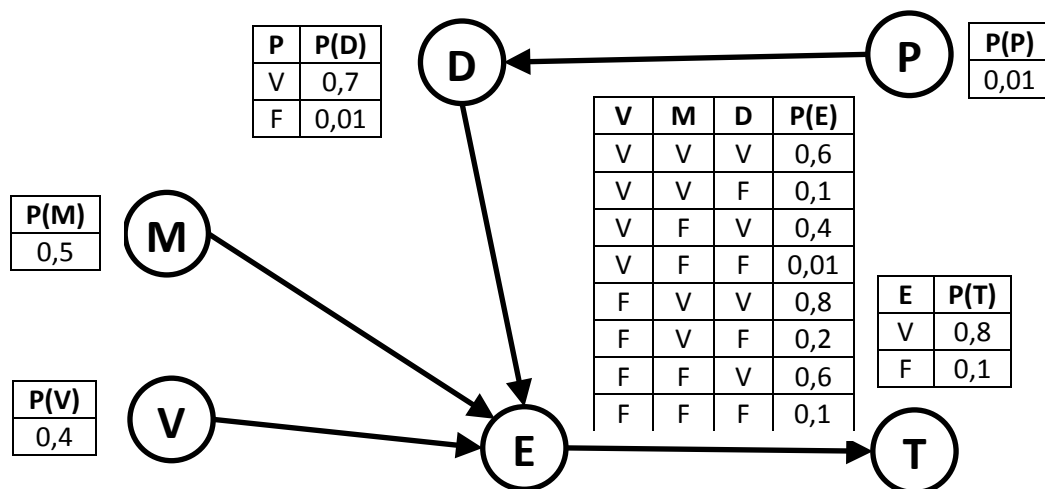 P P(D)
V 0,7
F 0,01
D
P
P(P)
0,01
V M D P(E)
V V V 0,6
V V F 0,1
V F V 0,4
V F F 0,01
F V V 0,8
F V F 0,2
F F V 0,6
F F F 0,1
P(M)
0,5
M
E P(T)
V 0,8
F 0,1
P(V)
0,4
V
E
T